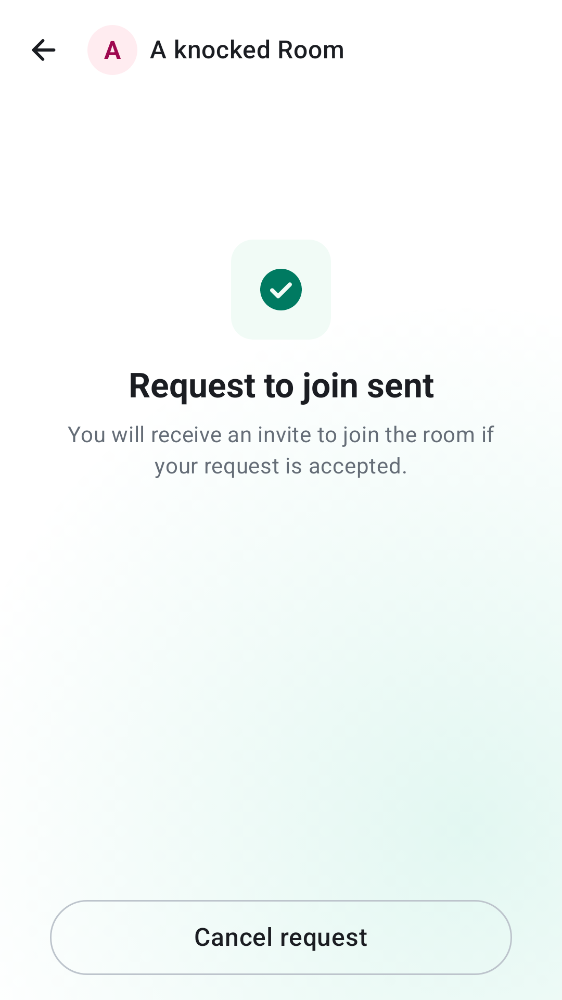 A
A knocked Room
Request to join sent
You will receive an invite to join the room if
your request is accepted.
Cancel request